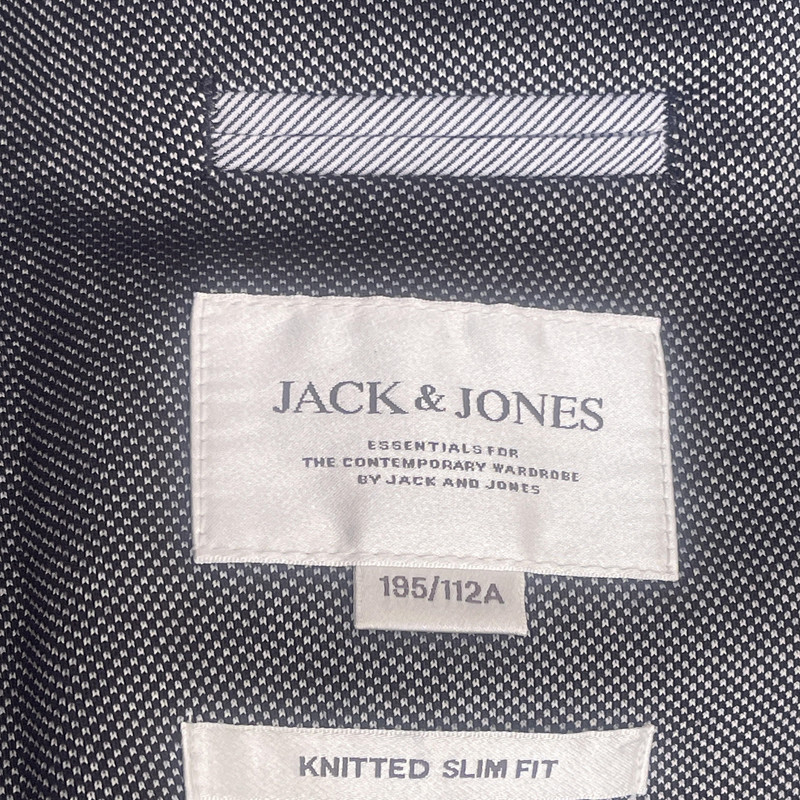 JACK & JONES
ESSENTIALS FOR
THE CONTEMPORARY WARDROBE
BY JACK AND JONES
195/112A
KNITTED SLIM FIT